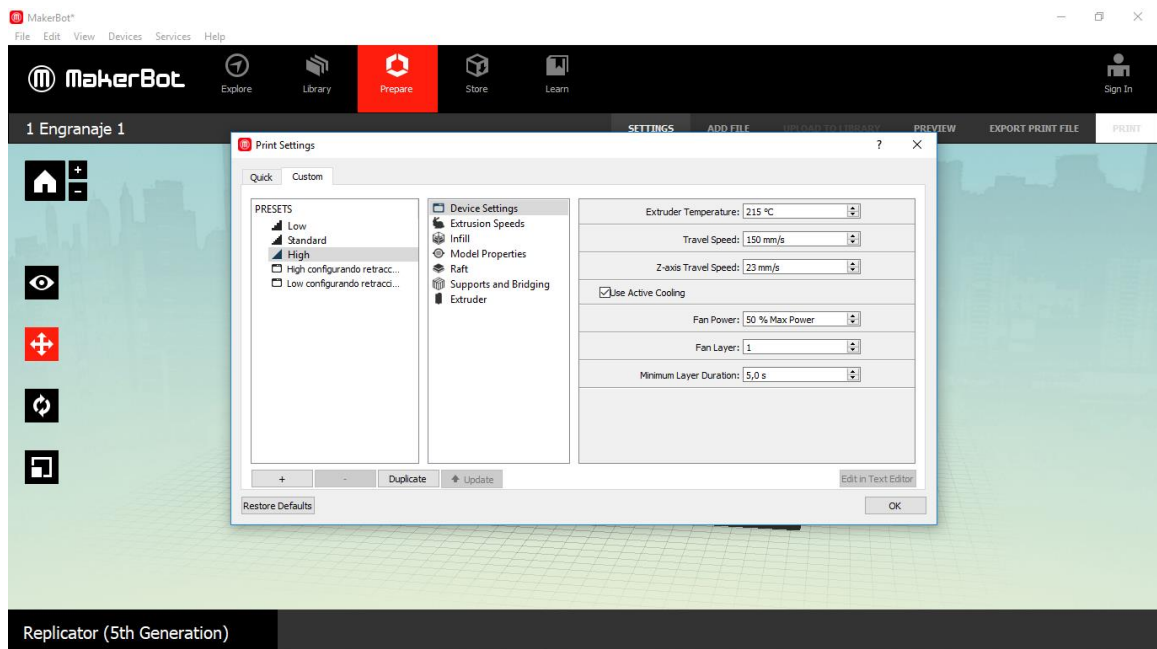 MakerBot*
File Edit View Devices Services Help
MakerBot
Explore Library Prepare Store Learn Sign In
1 Engranaje 1
SETTINGS ADD FILE UPLOAD TO LIBRARY PREVIEW EXPORT PRINT FILE PRINT
Print Settings ? 
Quick Custom
PRESETS
Low
Standard
High
High configurando retracc...
Low configurando retracci...
Device Settings
Extrusion Speeds
Infill
Model Properties
Raft
Supports and Bridging
Extruder
Extruder Temperature: 215 ºC
Travel Speed: 150 mm/s
Z-axis Travel Speed: 23 mm/s
Use Active Cooling
Fan Power: 50 % Max Power
Fan Layer: 1
Minimum Layer Duration: 5,0 s
+ - Duplicate Update Edit in Text Editor
Restore Defaults OK
Replicator (5th Generation)